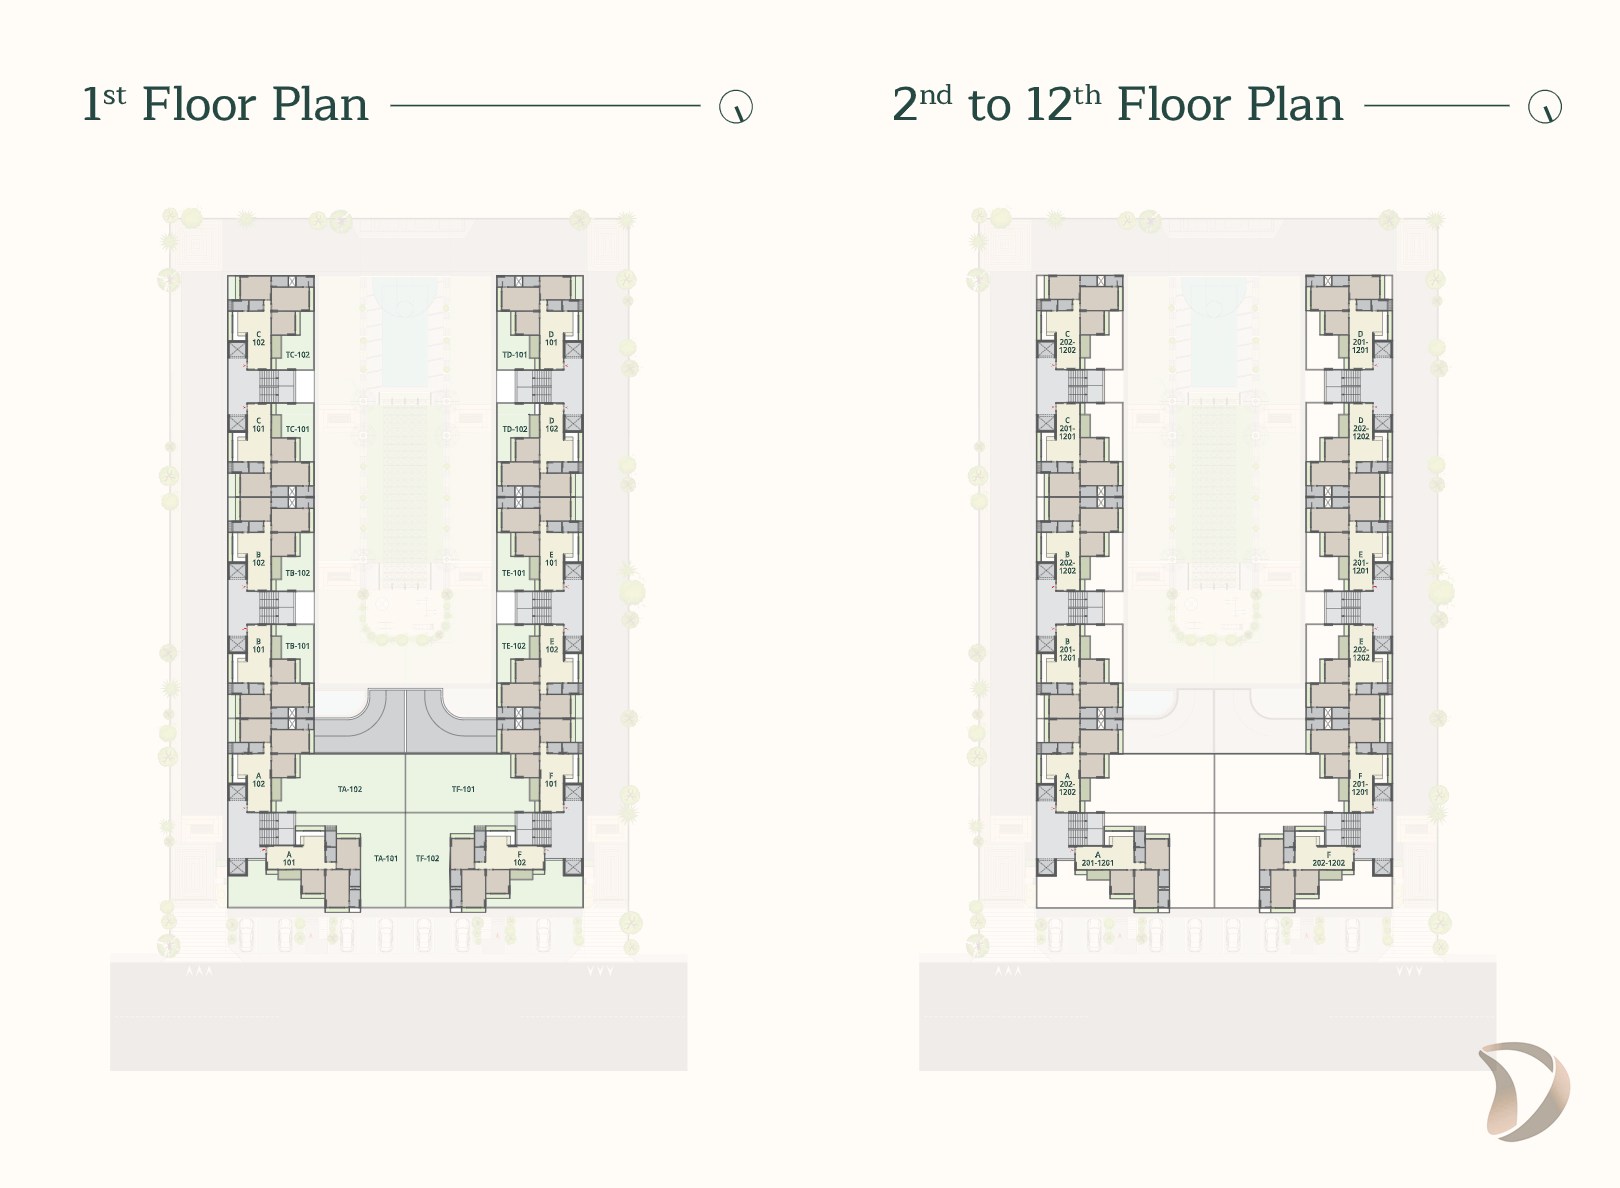 1st Floor Plan
2nd to 12th Floor Plan
C
102
TC-102
TD-101
D
101
C
101
TC-101
TD-102
D
102
B
102
TB-102
TE-101
E
101
B
101
TB-101
TE-102
E
102
A
102
TA-102
TF-101
F
101
A
101
TA-101
TF-102
F
102
C
202-
1202
D
201-
1201
C
201-
1201
D
202-
1202
B
202-
1202
E
201-
1201
B
201-
1201
E
202-
1202
A
202-
1202
F
201-
1201
A
201-1201
F
202-1202